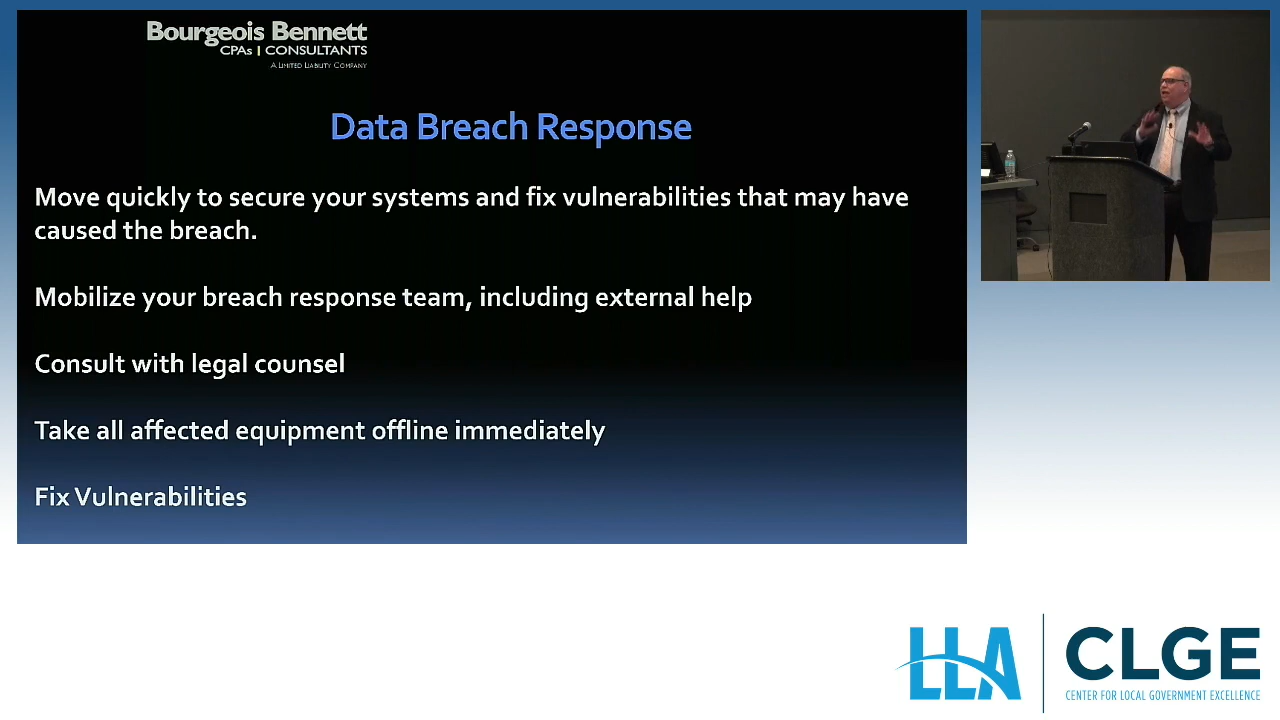 Bourgeois Bennett
CPAs | CONSULTANTS
A LIMITED LIABILITY COMPANY
Data Breach Response
Move quickly to secure your systems and fix vulnerabilities that may have
caused the breach.
Mobilize your breach response team, including external help
Consult with legal counsel
Take all affected equipment offline immediately
Fix Vulnerabilities
LLA
CLGE
CENTER FOR LOCAL GOVERNMENT EXCELLENCE